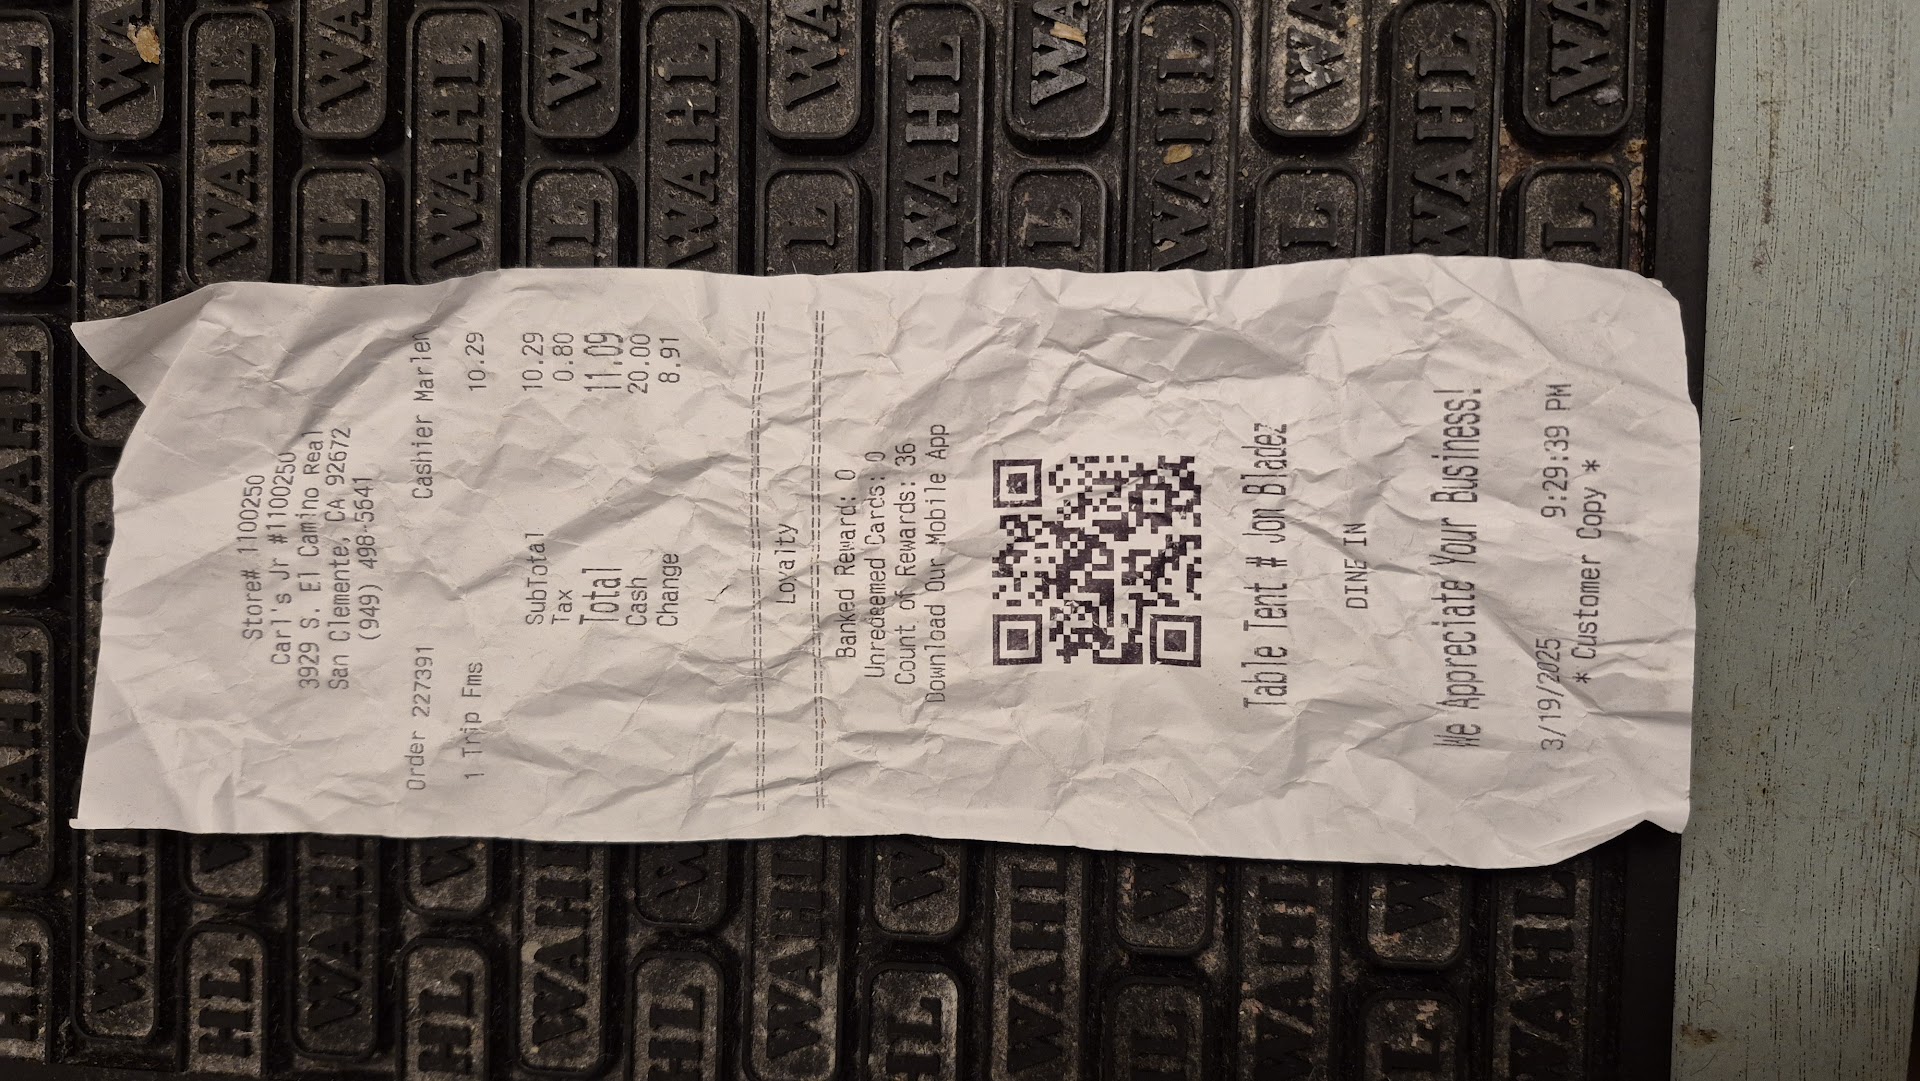 Store# 1100250
Carl's Jr #1100250
3929 S. El Camino Real
San Clemente, CA 92672
(949) 498-5641
Order 227391 Cashier Marlen
1 Trip Fms 10.29
SubTotal 10.29
Tax 0.80
Total 11.09
Cash 20.00
Change 8.91
Loyalty
Banked Reward: 0
Unredeemed Cards: 0
Count of Rewards: 36
Download Our Mobile App
Table Tent # Jon Bladez
DINE IN
We Appreciate Your Business!
3/19/2025 9:29:39 PM
* Customer Copy *
WAHL